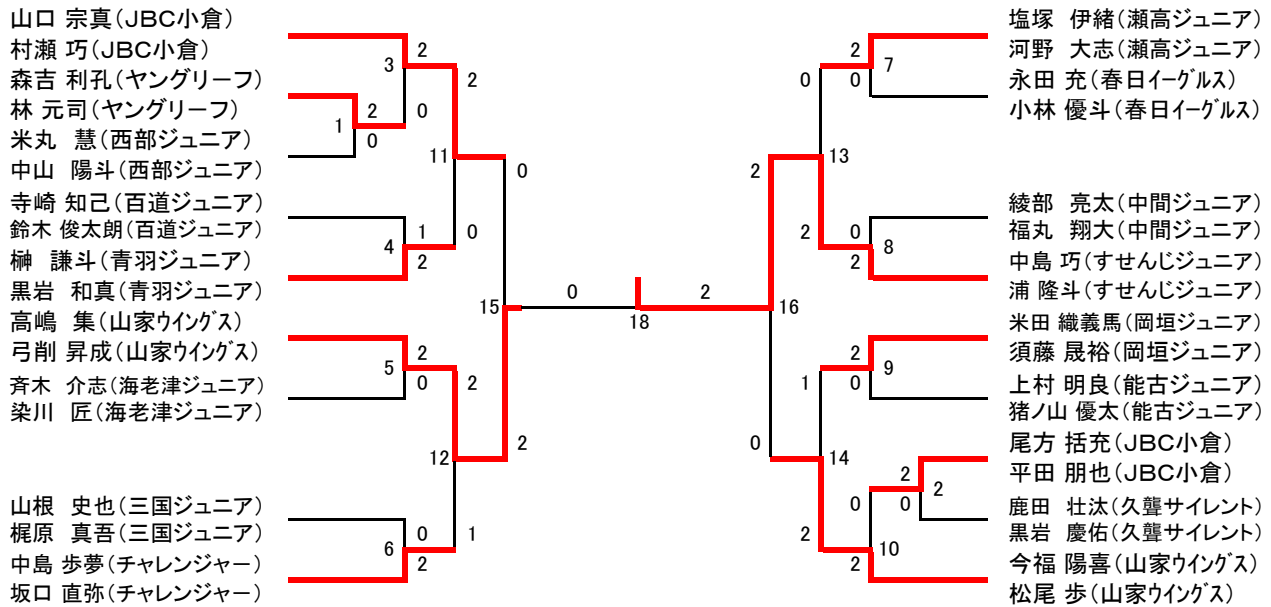 山口 宗真(JBC小倉)
村瀬 巧(JBC小倉)
森吉 利孔(ヤングリーフ)
林 元司(ヤングリーフ)
米丸 慧(西部ジュニア)
中山 陽斗(西部ジュニア)
寺崎 知己(百道ジュニア)
鈴木 俊太朗(百道ジュニア)
榊 謙斗(青羽ジュニア)
黒岩 和真(青羽ジュニア)
高嶋 集(山家ウイングス)
弓削 昇成(山家ウイングス)
斉木 介志(海老津ジュニア)
染川 匠(海老津ジュニア)
山根 史也(三国ジュニア)
梶原 真吾(三国ジュニア)
中島 歩夢(チャレンジャー)
坂口 直弥(チャレンジャー)
3
2
0
1
2
0
11
2
0
4
1
2
5
2
0
12
2
1
6
0
2
15
0
2
0
18
2
16
2
0
13
0
2
7
2
0
8
0
2
14
1
2
9
2
0
10
0
2
2
2
0
塩塚 伊緒(瀬高ジュニア)
河野 大志(瀬高ジュニア)
永田 充(春日イーグルス)
小林 優斗(春日イーグルス)
綾部 亮太(中間ジュニア)
福丸 翔大(中間ジュニア)
中島 巧(すせんじジュニア)
浦 隆斗(すせんじジュニア)
米田 織義馬(岡垣ジュニア)
須藤 晟裕(岡垣ジュニア)
上村 明良(能古ジュニア)
猪ノ山 優太(能古ジュニア)
尾方 括充(JBC小倉)
平田 朋也(JBC小倉)
鹿田 壮汰(久聾サイレント)
黒岩 慶佑(久聾サイレント)
今福 陽喜(山家ウイングス)
松尾 歩(山家ウイングス)